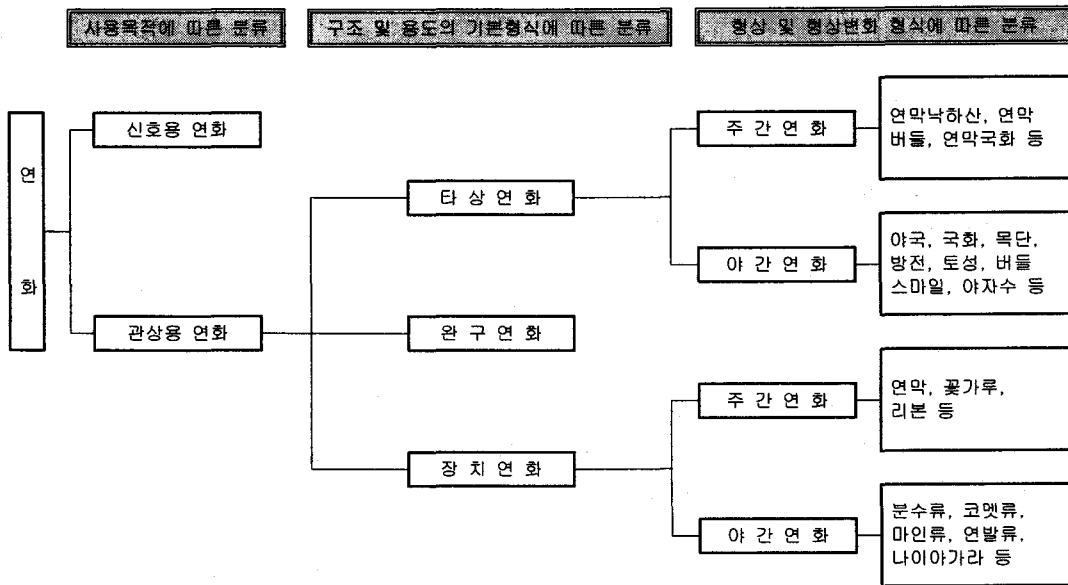 사용목적에 따른 분류
구조 및 용도의 기본형식에 따른 분류
형상 및 형상변화 형식에 따른 분류
연
화
신호용 연화
관상용 연화
타 상 연 화
완 구 연 화
장 치 연 화
주 간 연 화
연막낙하산, 연막
버들, 연막국화 등
야 간 연 화
야국, 국화, 목단,
방전, 토성, 버들
스마일, 야자수 등
주 간 연 화
연막, 꽃가루,
리본 등
야 간 연 화
분수류, 코멧류,
마인류, 연발류,
나이야가라 등